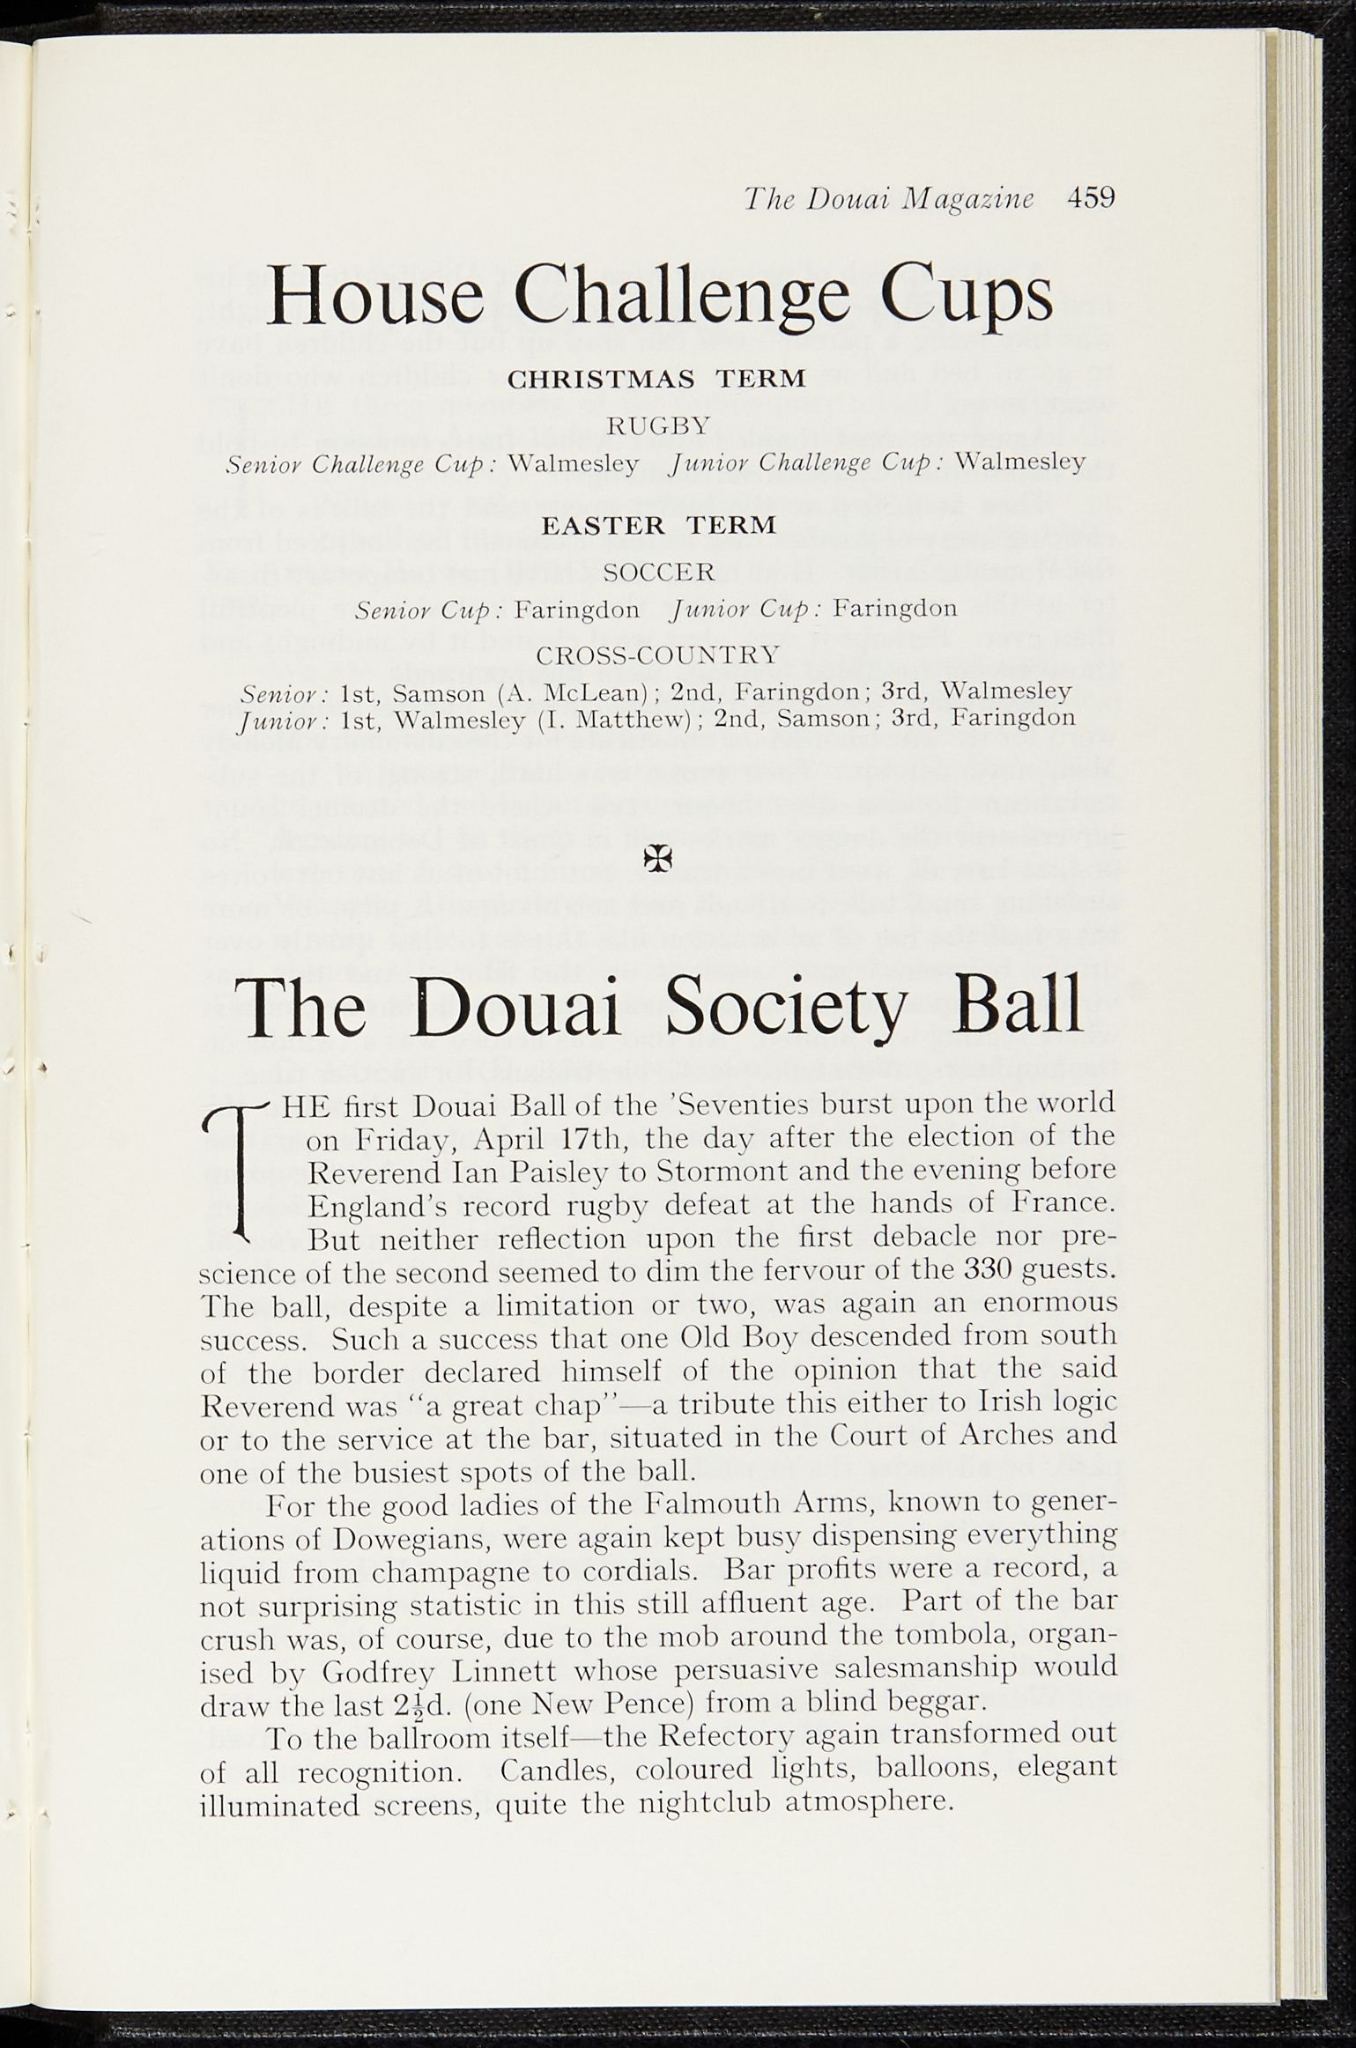 The Douai Magazine 459
House Challenge Cups
CHRISTMAS TERM
RUGBY
Senior Challenge Cup: Walmesley Junior Challenge Cup: Walmesley
EASTER TERM
SOCCER
Senior Cup: Faringdon Junior Cup: Faringdon
CROSS-COUNTRY
Senior: 1st, Samson (A. McLean); 2nd, Faringdon; 3rd, Walmesley
Junior: 1st, Walmesley (I. Matthew); 2nd, Samson; 3rd, Faringdon
✠
The Douai Society Ball
THE first Douai Ball of the 'Seventies burst upon the world
on Friday, April 17th, the day after the election of the
Reverend Ian Paisley to Stormont and the evening before
England's record rugby defeat at the hands of France.
But neither reflection upon the first debacle nor pre-
science of the second seemed to dim the fervour of the 330 guests.
The ball, despite a limitation or two, was again an enormous
success. Such a success that one Old Boy descended from south
of the border declared himself of the opinion that the said
Reverend was "a great chap"—a tribute this either to Irish logic
or to the service at the bar, situated in the Court of Arches and
one of the busiest spots of the ball.
For the good ladies of the Falmouth Arms, known to gener-
ations of Dowegians, were again kept busy dispensing everything
liquid from champagne to cordials. Bar profits were a record, a
not surprising statistic in this still affluent age. Part of the bar
crush was, of course, due to the mob around the tombola, organ-
ised by Godfrey Linnett whose persuasive salesmanship would
draw the last 2½d. (one New Pence) from a blind beggar.
To the ballroom itself—the Refectory again transformed out
of all recognition. Candles, coloured lights, balloons, elegant
illuminated screens, quite the nightclub atmosphere.